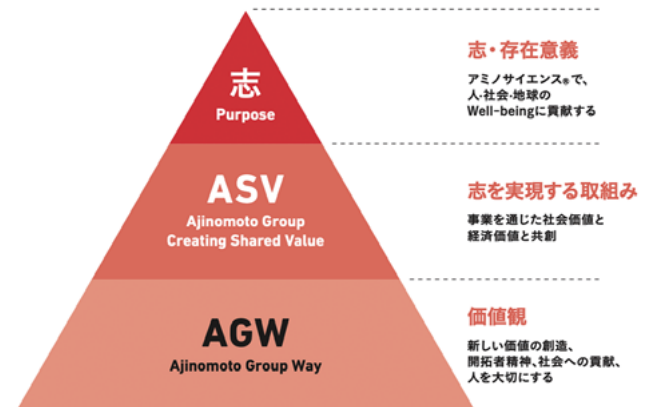 志
Purpose
志・存在意義
アミノサイエンス®で、
人・社会・地球の
Well-beingに貢献する
ASV
Ajinomoto Group
Creating Shared Value
志を実現する取組み
事業を通じた社会価値と
経済価値と共創
AGW
Ajinomoto Group Way
価値観
新しい価値の創造、
開拓者精神、社会への貢献、
人を大切にする